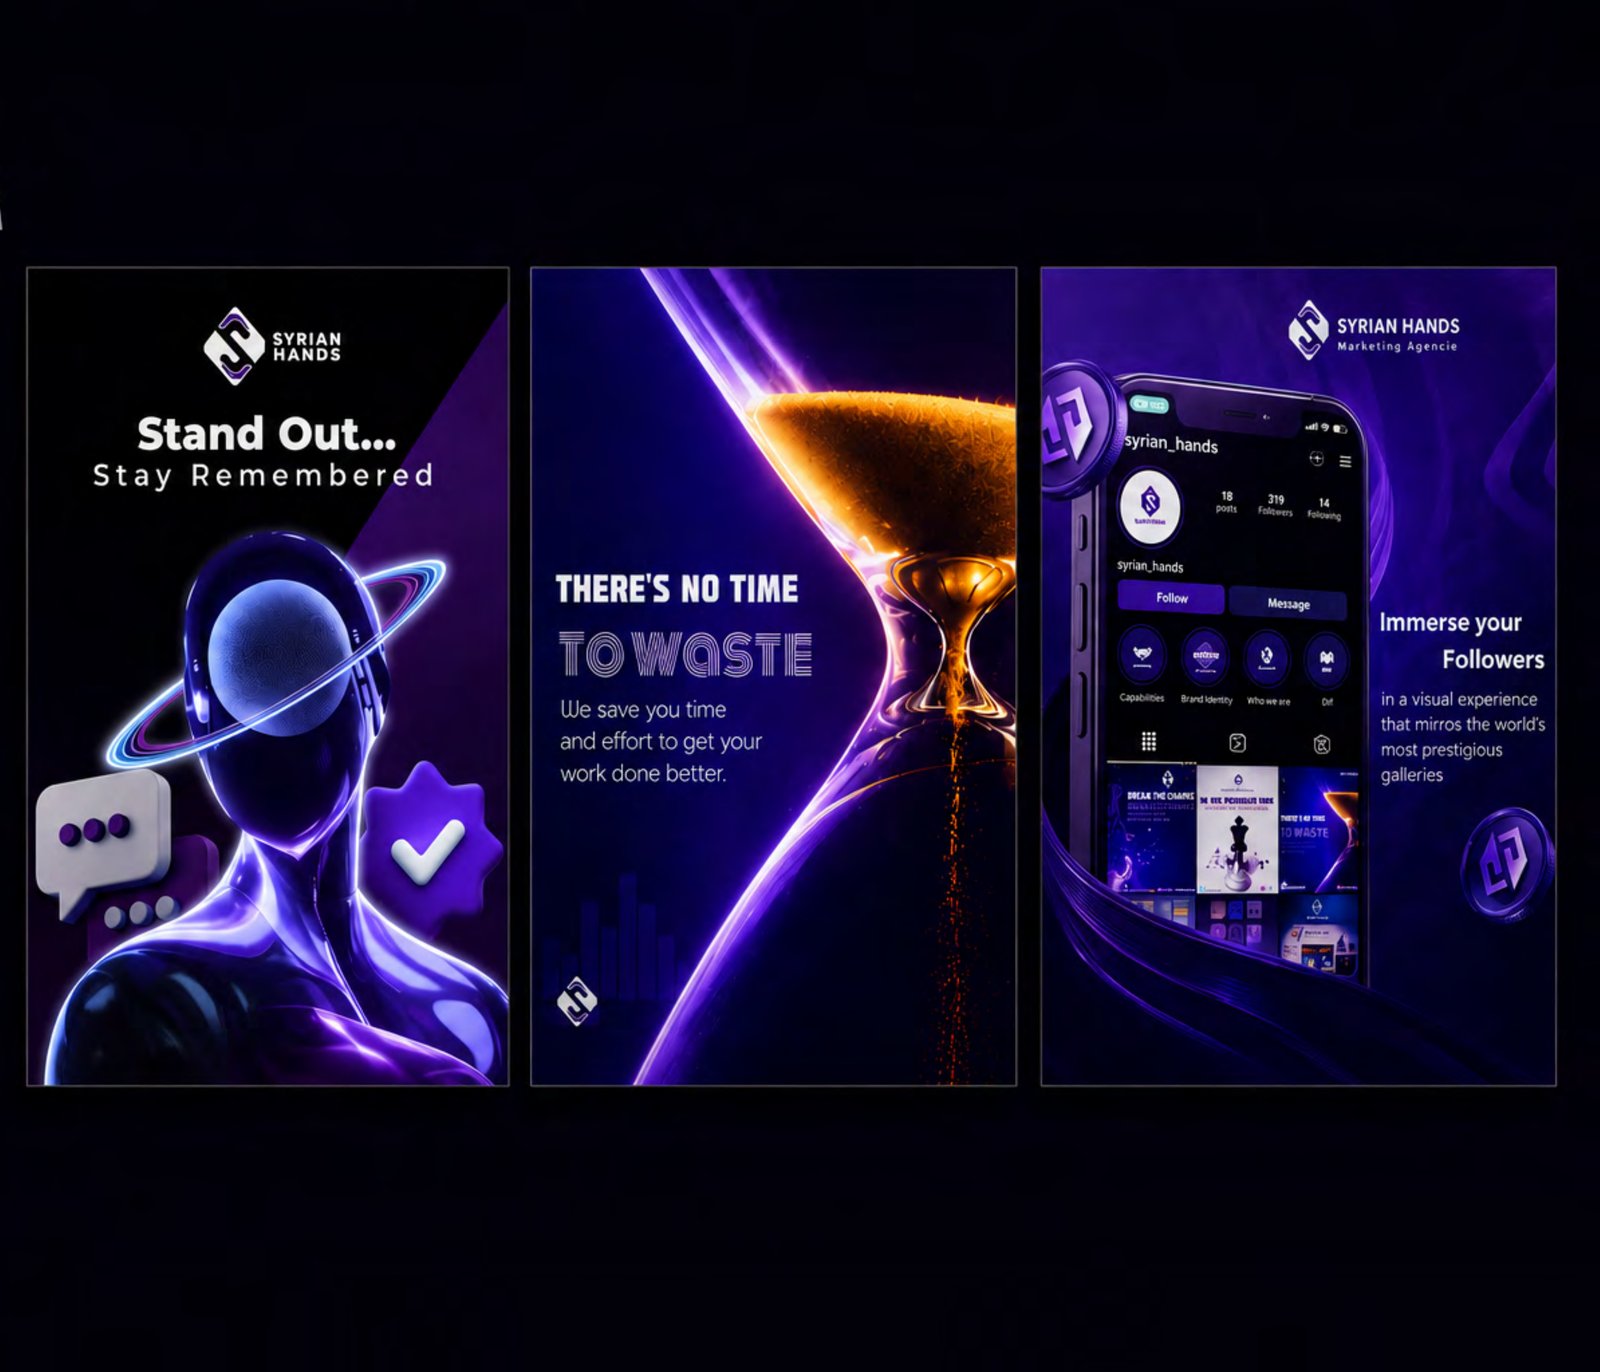 SYRIAN
HANDS
Stand Out...
Stay Remembered
THERE'S NO TIME
TO WASTE
We save you time
and effort to get your
work done better.
SYRIAN HANDS
Marketing Agencie
syrian_hands
18
posts
319
Followers
14
Following
syrian_hands
Follow
Message
Capabilities
Brand Identity
Who we are
Immerse your
Followers
in a visual experience
that mirros the world's
most prestigious
galleries
TO WASTE